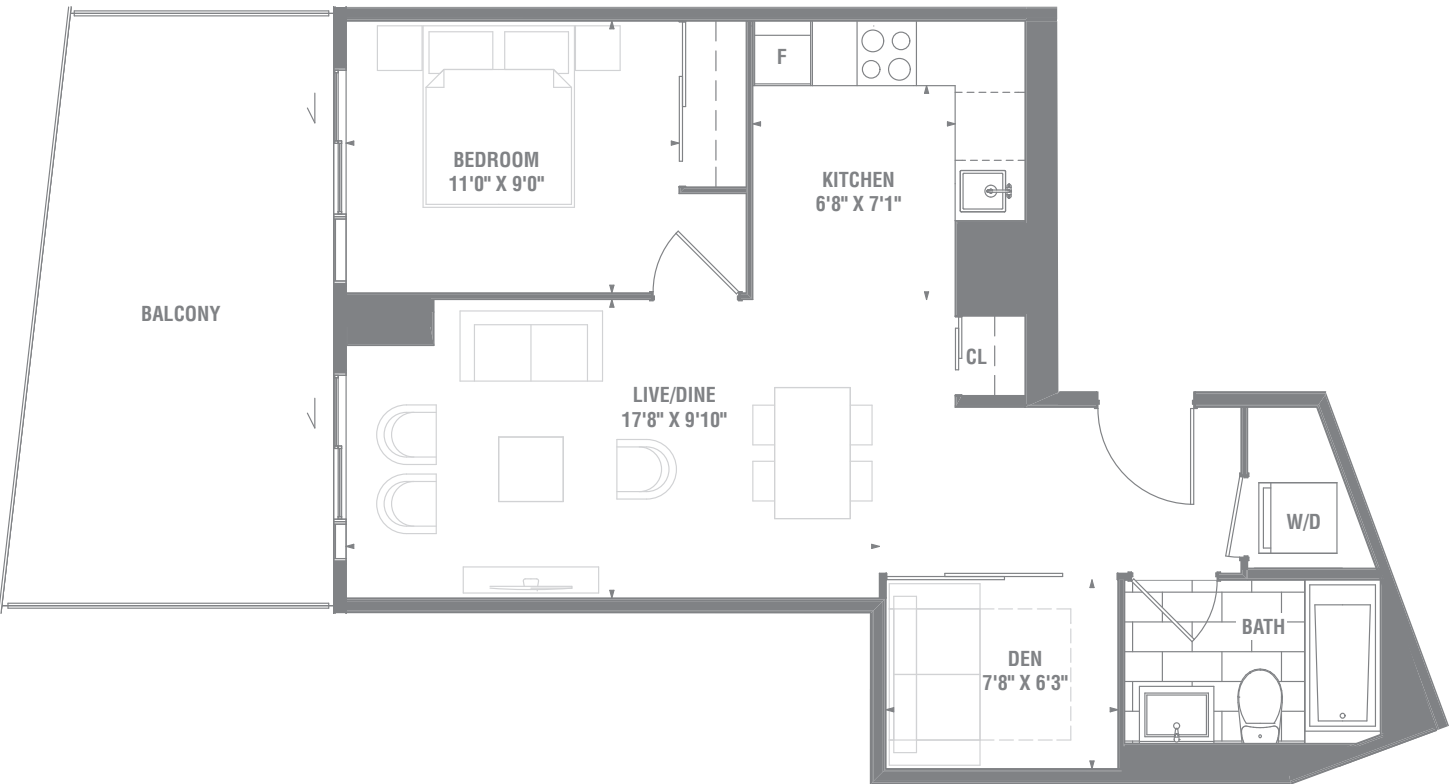 F
BEDROOM
11'0" X 9'0"
KITCHEN
6'8" X 7'1"
BALCONY
CL
LIVE/DINE
17'8" X 9'10"
W/D
BATH
DEN
7'8" X 6'3"